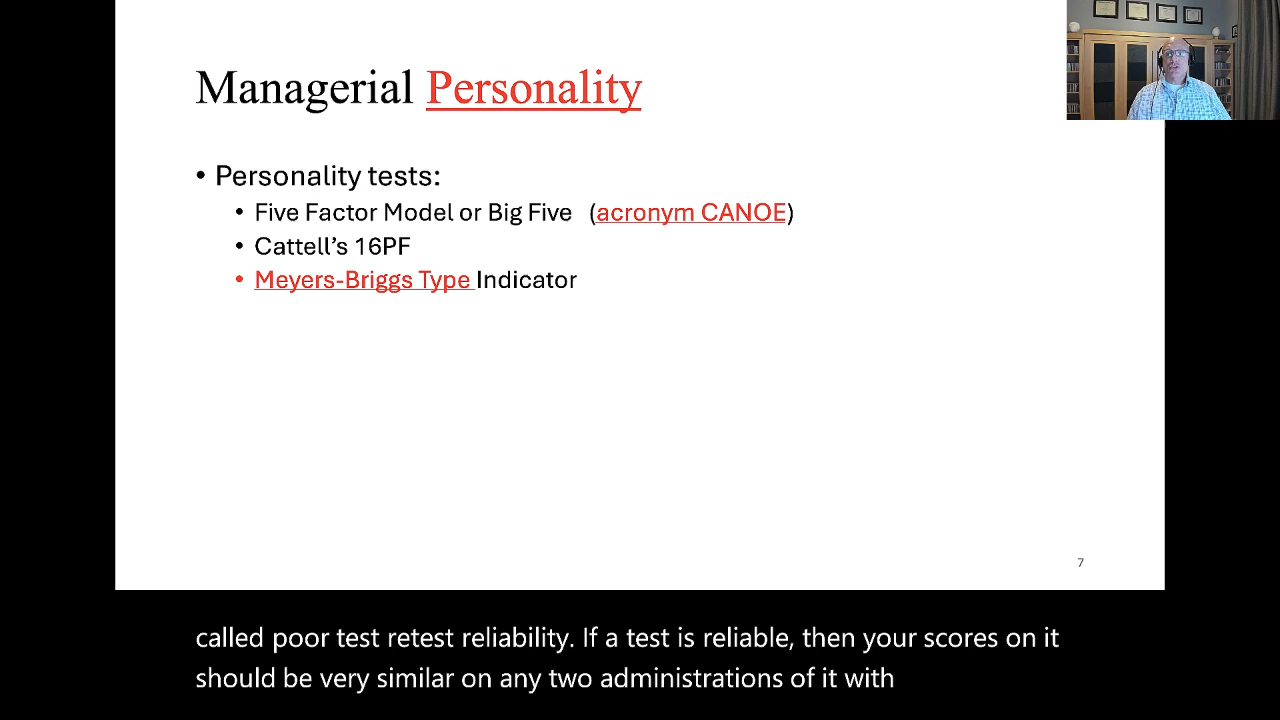 Managerial Personality
• Personality tests:
• Five Factor Model or Big Five (acronym CANOE)
• Cattell’s 16PF
• Meyers-Briggs Type Indicator
7
called poor test retest reliability. If a test is reliable, then your scores on it
should be very similar on any two administrations of it with